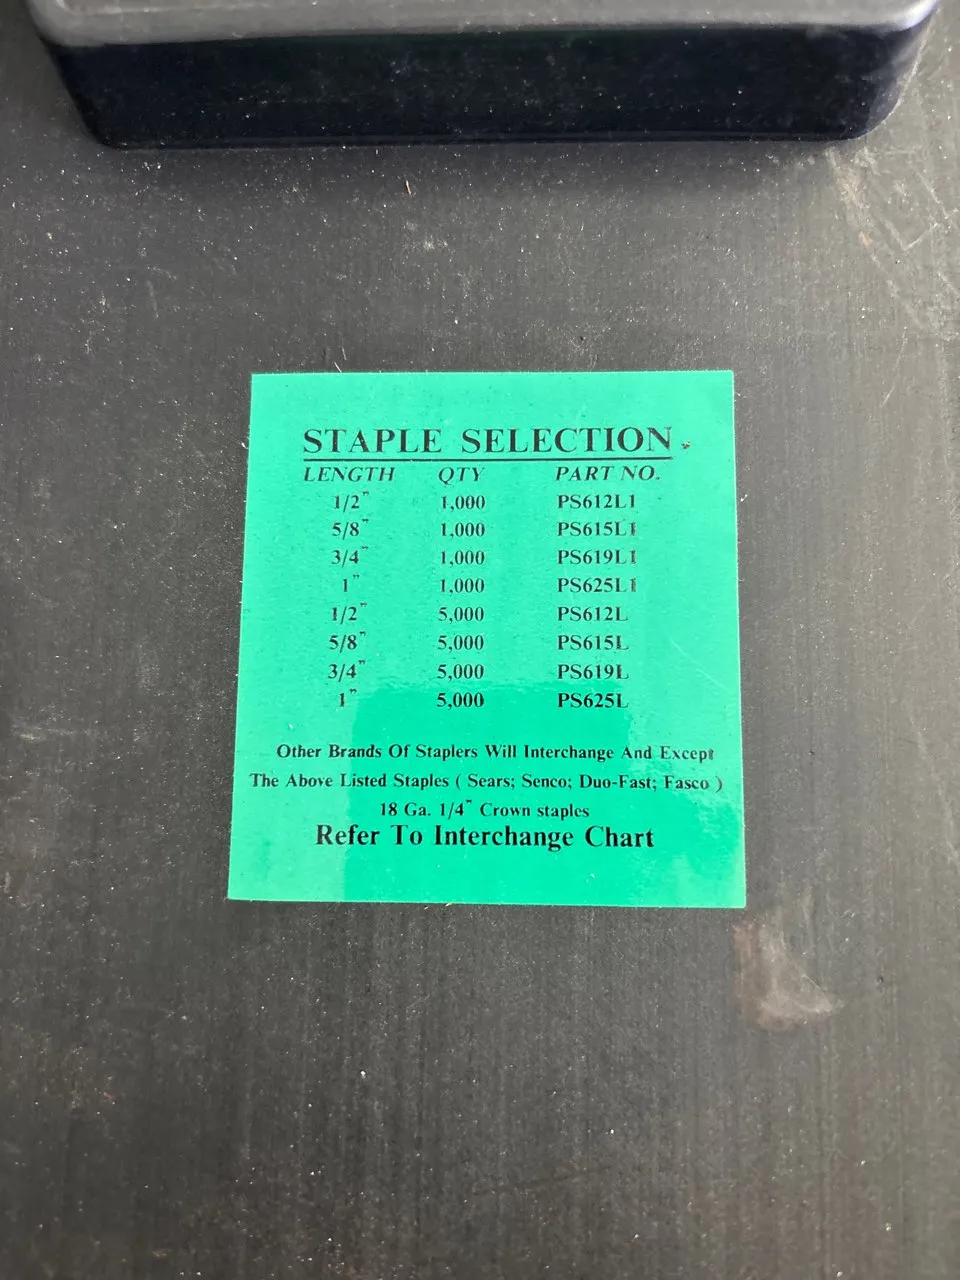 STAPLE SELECTION
LENGTH QTY PART NO.
1/2" 1,000 PS612L1
5/8" 1,000 PS615L1
3/4" 1,000 PS619L1
1" 1,000 PS625L1
1/2" 5,000 PS612L
5/8" 5,000 PS615L
3/4" 5,000 PS619L
1" 5,000 PS625L
Other Brands Of Staplers Will Interchange And Except
The Above Listed Staples ( Sears; Senco; Duo-Fast; Fasco )
18 Ga. 1/4" Crown staples
Refer To Interchange Chart